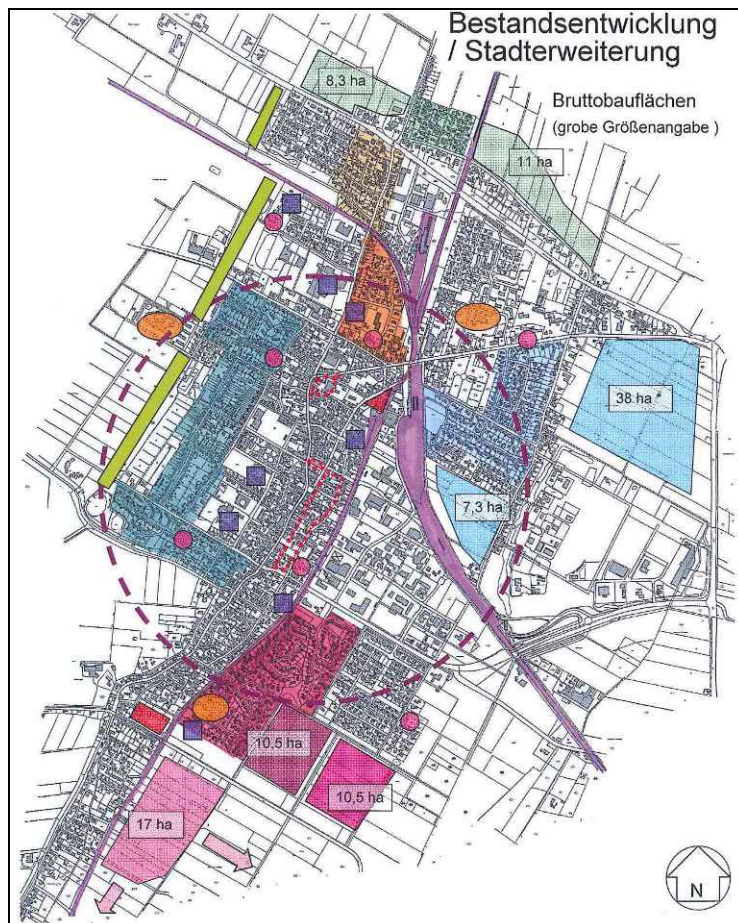 Bestandsentwicklung
/ Stadterweiterung
Bruttobauflächen
(grobe Größenangabe )
8,3 ha
11 ha
38 ha
7,3 ha
10,5 ha
10,5 ha
17 ha
N